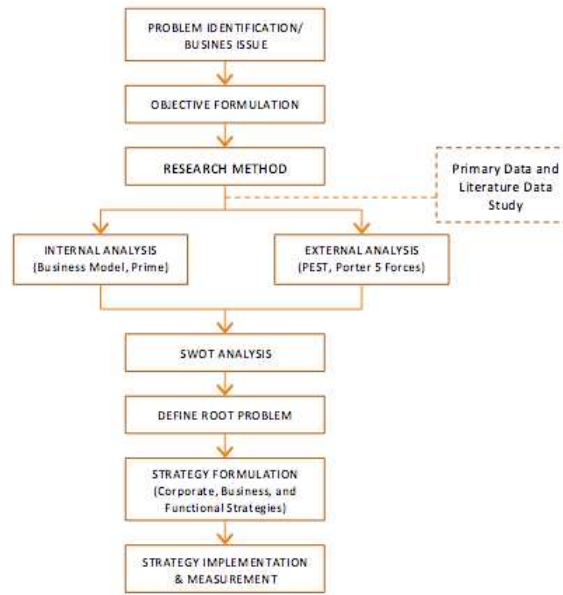 PROBLEM IDENTIFICATION/
BUSINES ISSUE
OBJECTIVE FORMULATION
RESEARCH METHOD
Primary Data and
Literature Data
Study
INTERNAL ANALYSIS
(Business Model, Prime)
EXTERNAL ANALYSIS
(PEST, Porter 5 Forces)
SWOT ANALYSIS
DEFINE ROOT PROBLEM
STRATEGY FORMULATION
(Corporate, Business, and
Functional Strategies)
STRATEGY IMPLEMENTATION
& MEASUREMENT